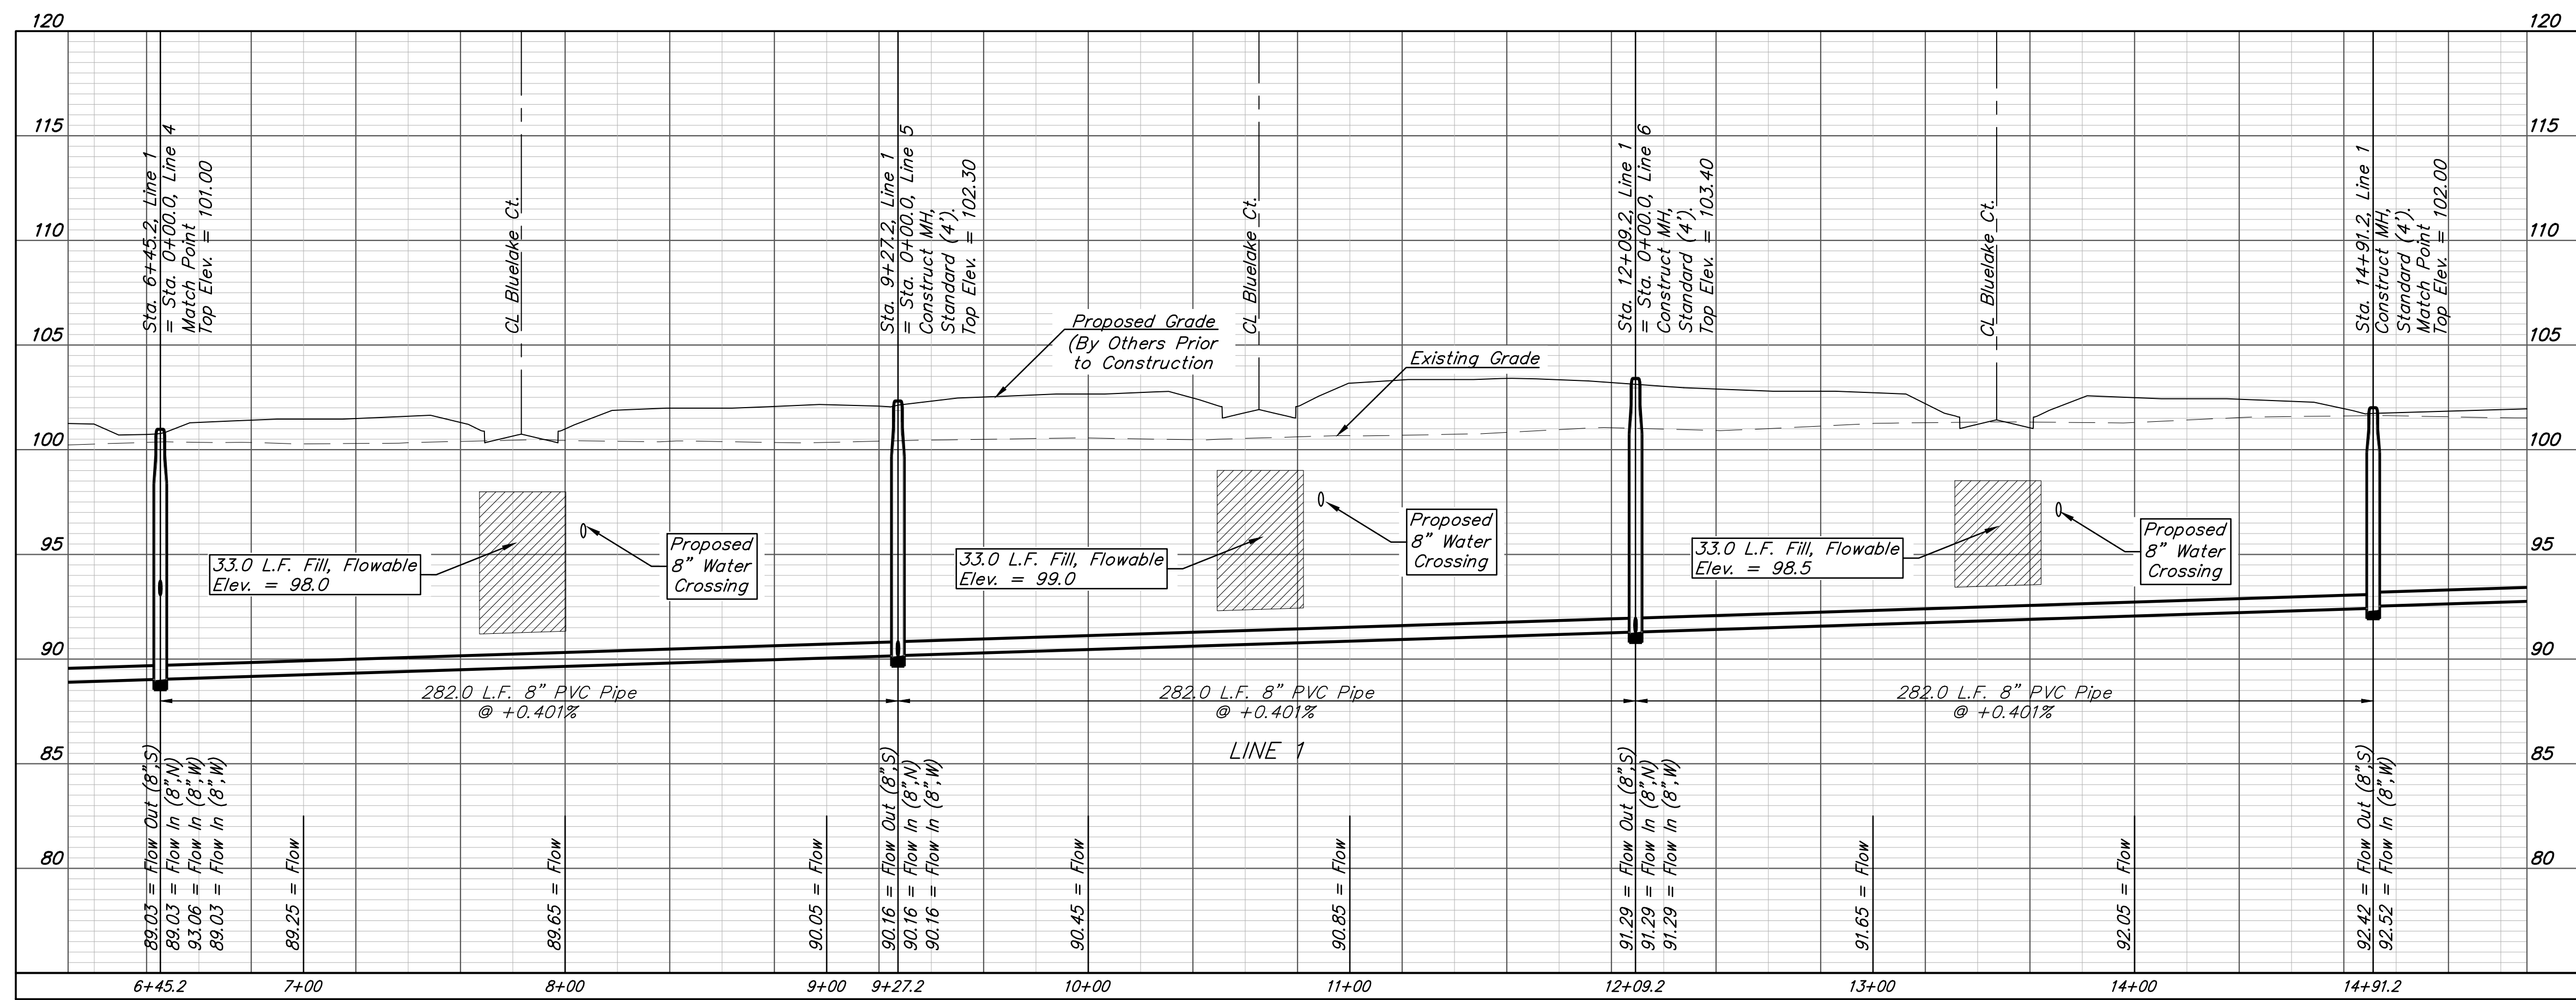 120
120
115
115
110
110
105
105
100
100
95
95
90
90
85
85
80
80
Sta. 6+45.2, Line 1
= Sta. 0+00.0, Line 4
Match Point
Top Elev. = 101.00
CL Bluelake Ct.
Sta. 9+27.2, Line 1
= Sta. 0+00.0, Line 5
Construct MH,
Standard (4').
Top Elev. = 102.30
Proposed Grade
(By Others Prior
to Construction
CL Bluelake Ct.
Existing Grade
Sta. 12+09.2, Line 1
= Sta. 0+00.0, Line 6
Construct MH,
Standard (4').
Top Elev. = 103.40
CL Bluelake Ct.
Sta. 14+91.2, Line 1
Construct MH,
Standard (4').
Match Point
Top Elev. = 102.00
33.0 L.F. Fill, Flowable
Elev. = 98.0
Proposed
8" Water
Crossing
33.0 L.F. Fill, Flowable
Elev. = 99.0
Proposed
8" Water
Crossing
33.0 L.F. Fill, Flowable
Elev. = 98.5
Proposed
8" Water
Crossing
282.0 L.F. 8" PVC Pipe
@ +0.401%
282.0 L.F. 8" PVC Pipe
@ +0.401%
282.0 L.F. 8" PVC Pipe
@ +0.401%
LINE 1
89.03 = Flow Out (8",S)
89.03 = Flow In (8",N)
93.06 = Flow In (8",W)
89.03 = Flow In (8",W)
89.25 = Flow
89.65 = Flow
90.05 = Flow
90.16 = Flow Out (8",S)
90.16 = Flow In (8",N)
90.16 = Flow In (8",W)
90.45 = Flow
90.85 = Flow
91.29 = Flow Out (8",S)
91.29 = Flow In (8",N)
91.29 = Flow In (8",W)
91.65 = Flow
92.05 = Flow
92.42 = Flow Out (8",S)
92.52 = Flow In (8",W)
6+45.2
7+00
8+00
9+00
9+27.2
10+00
11+00
12+09.2
13+00
14+00
14+91.2